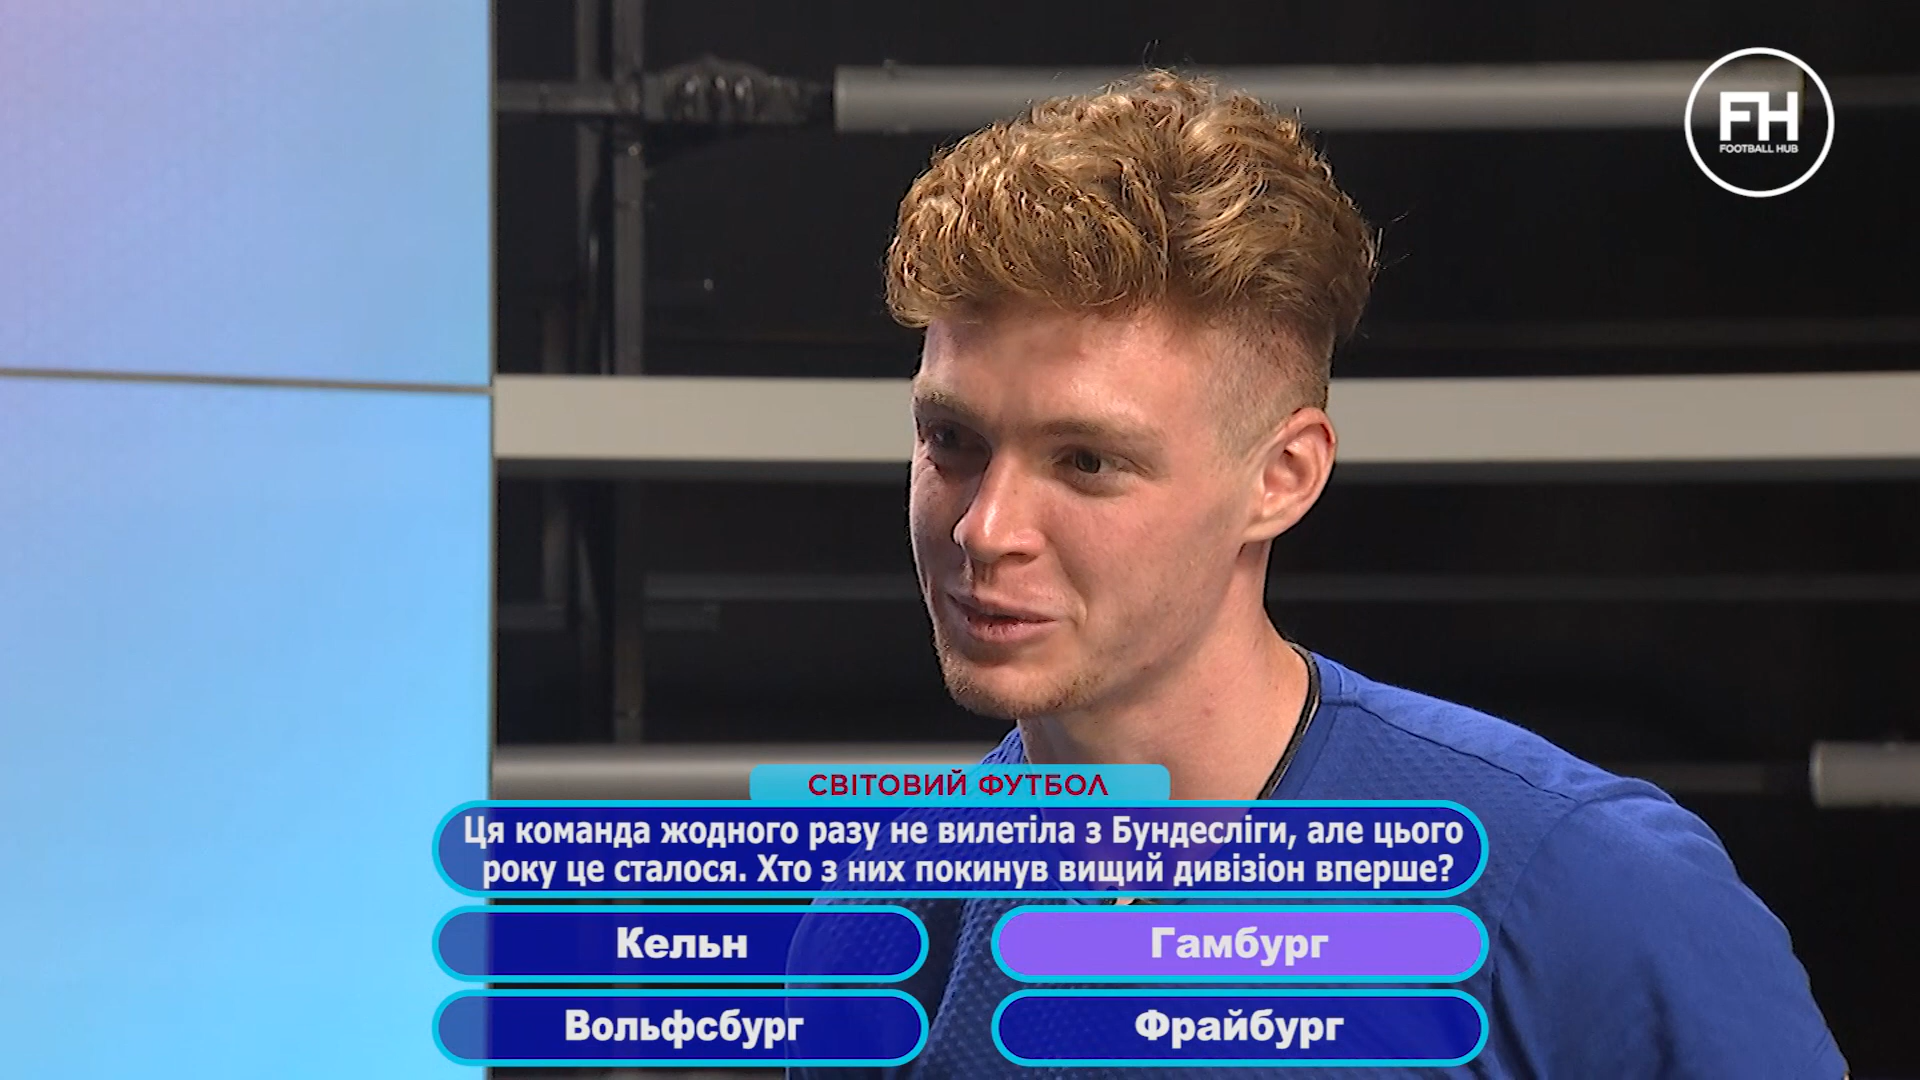 FH
FOOTBALL HUB
СВІТОВИЙ ФУТБОЛ
Ця команда жодного разу не вилетіла з Бундесліги, але цього
року це сталося. Хто з них покинув вищий дивізіон вперше?
Кельн
Гамбург
Вольфсбург
Фрайбург